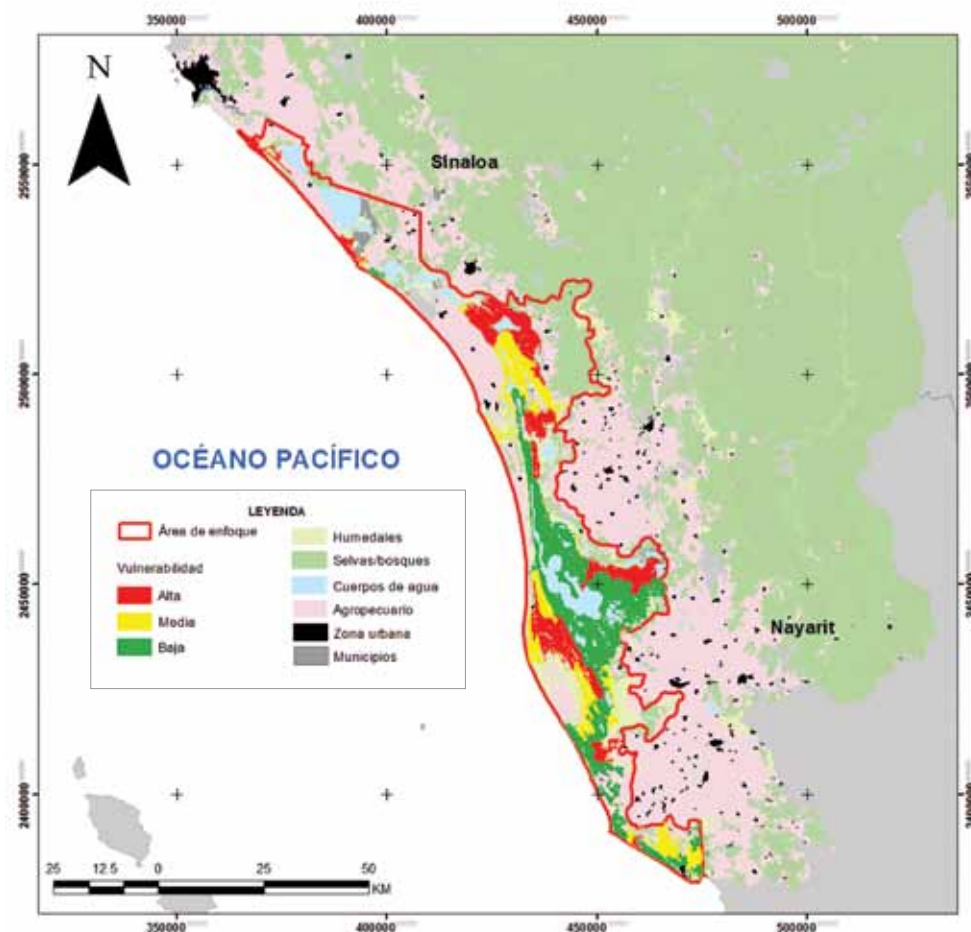 350000 400000 450000 500000
N
Sinaloa
2550000
2500000
OCÉANO PACÍFICO
LEYENDA
Área de enfoque
Vulnerabilidad
Alta
Media
Baja
Humedales
Selvas/bosques
Cuerpos de agua
Agropecuario
Zona urbana
Municipios
2450000
Nayarit
2400000
25 12.5 0 25 50
KM
350000 400000 450000 500000